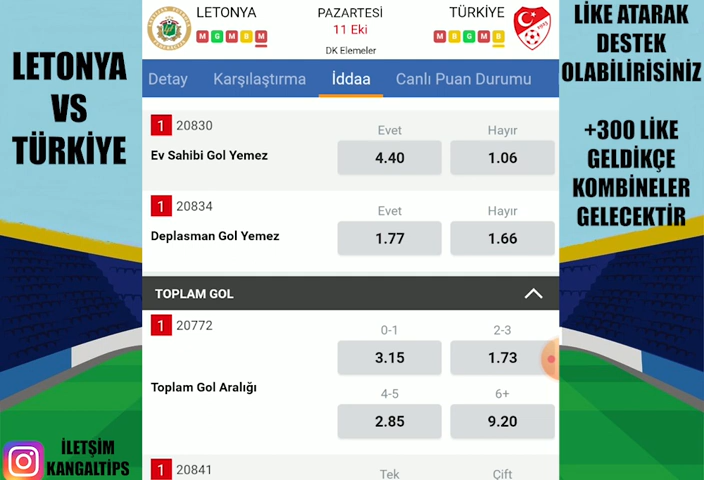 LETONYA
VS
TÜRKİYE
LETONYA
M G M B M
PAZARTESİ
11 Eki
DK Elemeler
TÜRKİYE
M B G M B
Detay Karşılaştırma İddaa Canlı Puan Durumu
1 20830
Evet Hayır
Ev Sahibi Gol Yemez 4.40 1.06
1 20834
Evet Hayır
Deplasman Gol Yemez 1.77 1.66
TOPLAM GOL
1 20772
0-1 2-3
3.15 1.73
Toplam Gol Aralığı
4-5 6+
2.85 9.20
1 20841
Tek Çift
LİKE ATARAK
DESTEK
OLABİLİRİSİNİZ
+300 LİKE
GELDİKÇE
KOMBİNELER
GELECEKTİR
İLETŞİM
KANGALTİPS